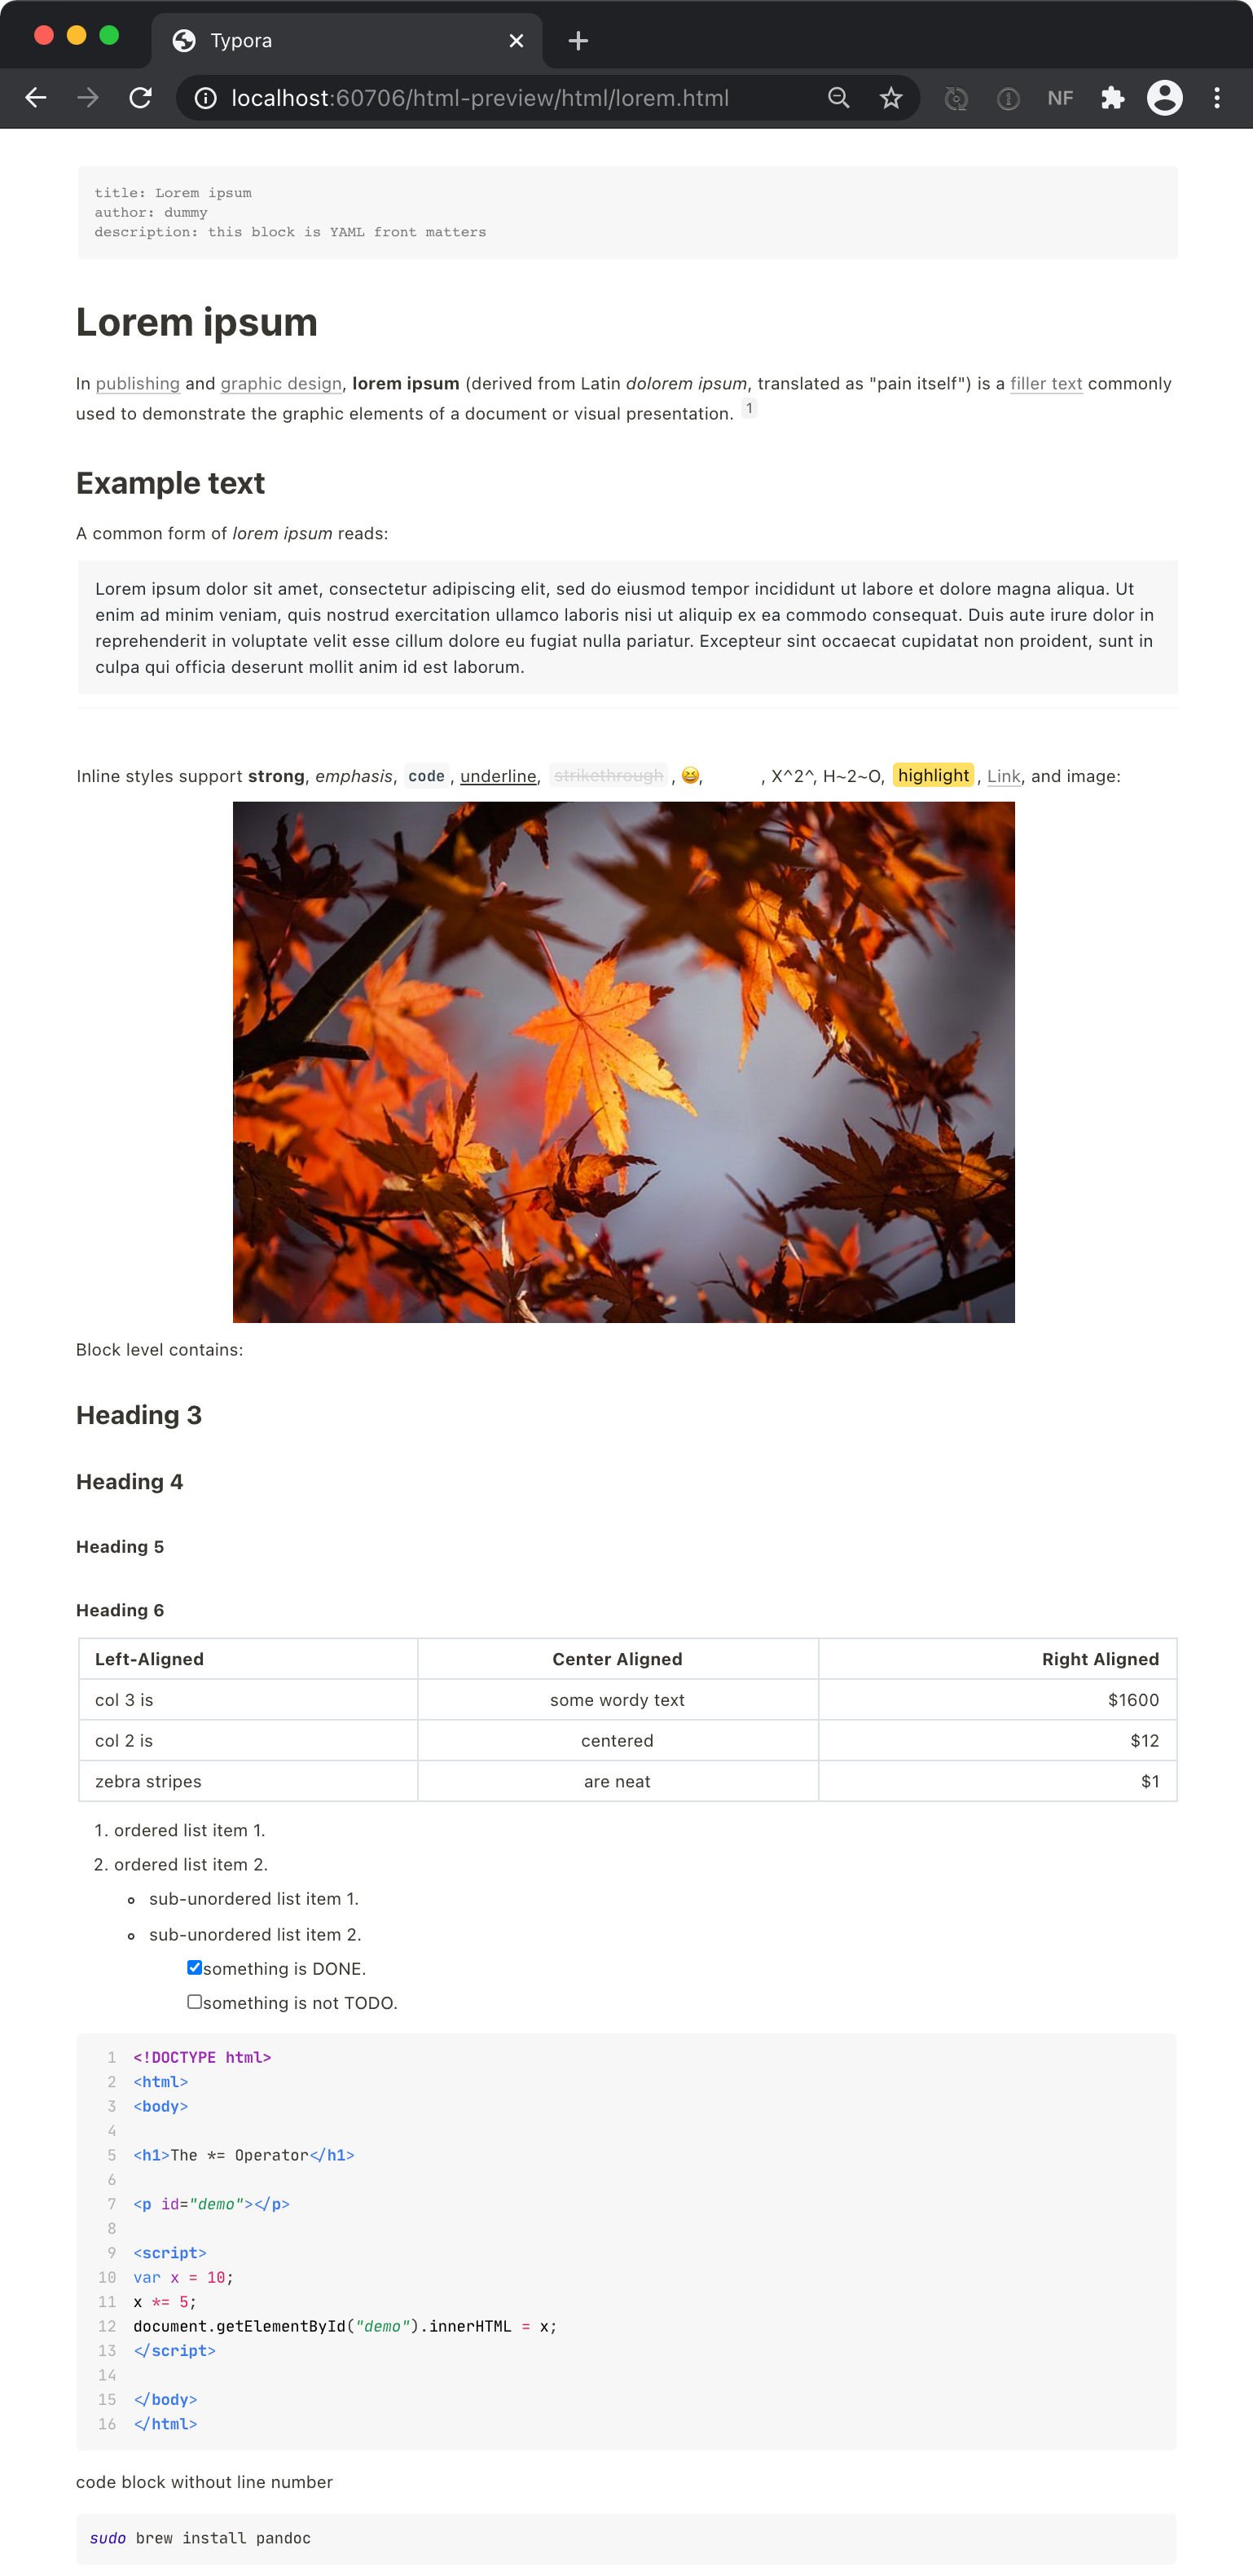 Typora
localhost:60706/html-preview/html/lorem.html
NF
title: Lorem ipsum
author: dummy
description: this block is YAML front matters
Lorem ipsum
In publishing and graphic design, lorem ipsum (derived from Latin dolorem ipsum, translated as "pain itself") is a filler text commonly
used to demonstrate the graphic elements of a document or visual presentation. 1
Example text
A common form of lorem ipsum reads:
Lorem ipsum dolor sit amet, consectetur adipiscing elit, sed do eiusmod tempor incididunt ut labore et dolore magna aliqua. Ut
enim ad minim veniam, quis nostrud exercitation ullamco laboris nisi ut aliquip ex ea commodo consequat. Duis aute irure dolor in
reprehenderit in voluptate velit esse cillum dolore eu fugiat nulla pariatur. Excepteur sint occaecat cupidatat non proident, sunt in
culpa qui officia deserunt mollit anim id est laborum.
Inline styles support strong, emphasis, code, underline, strikethrough, 😆, , X^2^, H~2~O, highlight, Link, and image:
Block level contains:
Heading 3
Heading 4
Heading 5
Heading 6
Left-Aligned Center Aligned Right Aligned
col 3 is some wordy text $1600
col 2 is centered $12
zebra stripes are neat $1
1. ordered list item 1.
2. ordered list item 2.
sub-unordered list item 1.
sub-unordered list item 2.
something is DONE.
something is not TODO.
1 <!DOCTYPE html>
2 <html>
3 <body>
4
5 <h1>The *= Operator</h1>
6
7 <p id="demo"></p>
8
9 <script>
10 var x = 10;
11 x *= 5;
12 document.getElementById("demo").innerHTML = x;
13 </script>
14
15 </body>
16 </html>
code block without line number
sudo brew install pandoc